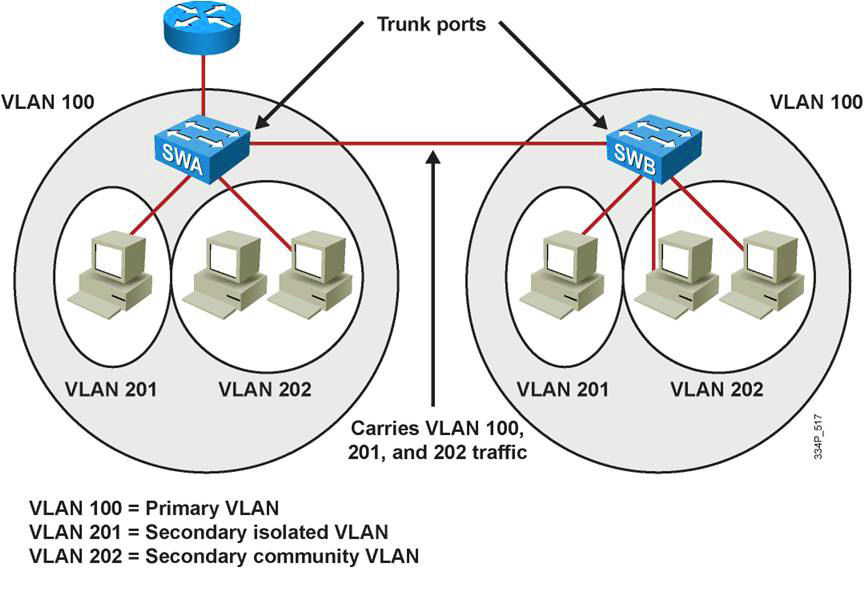 Trunk ports
VLAN 100
VLAN 100
SWA
SWB
VLAN 201
VLAN 202
VLAN 201
VLAN 202
Carries VLAN 100,
201, and 202 traffic
334P_517
VLAN 100 = Primary VLAN
VLAN 201 = Secondary isolated VLAN
VLAN 202 = Secondary community VLAN